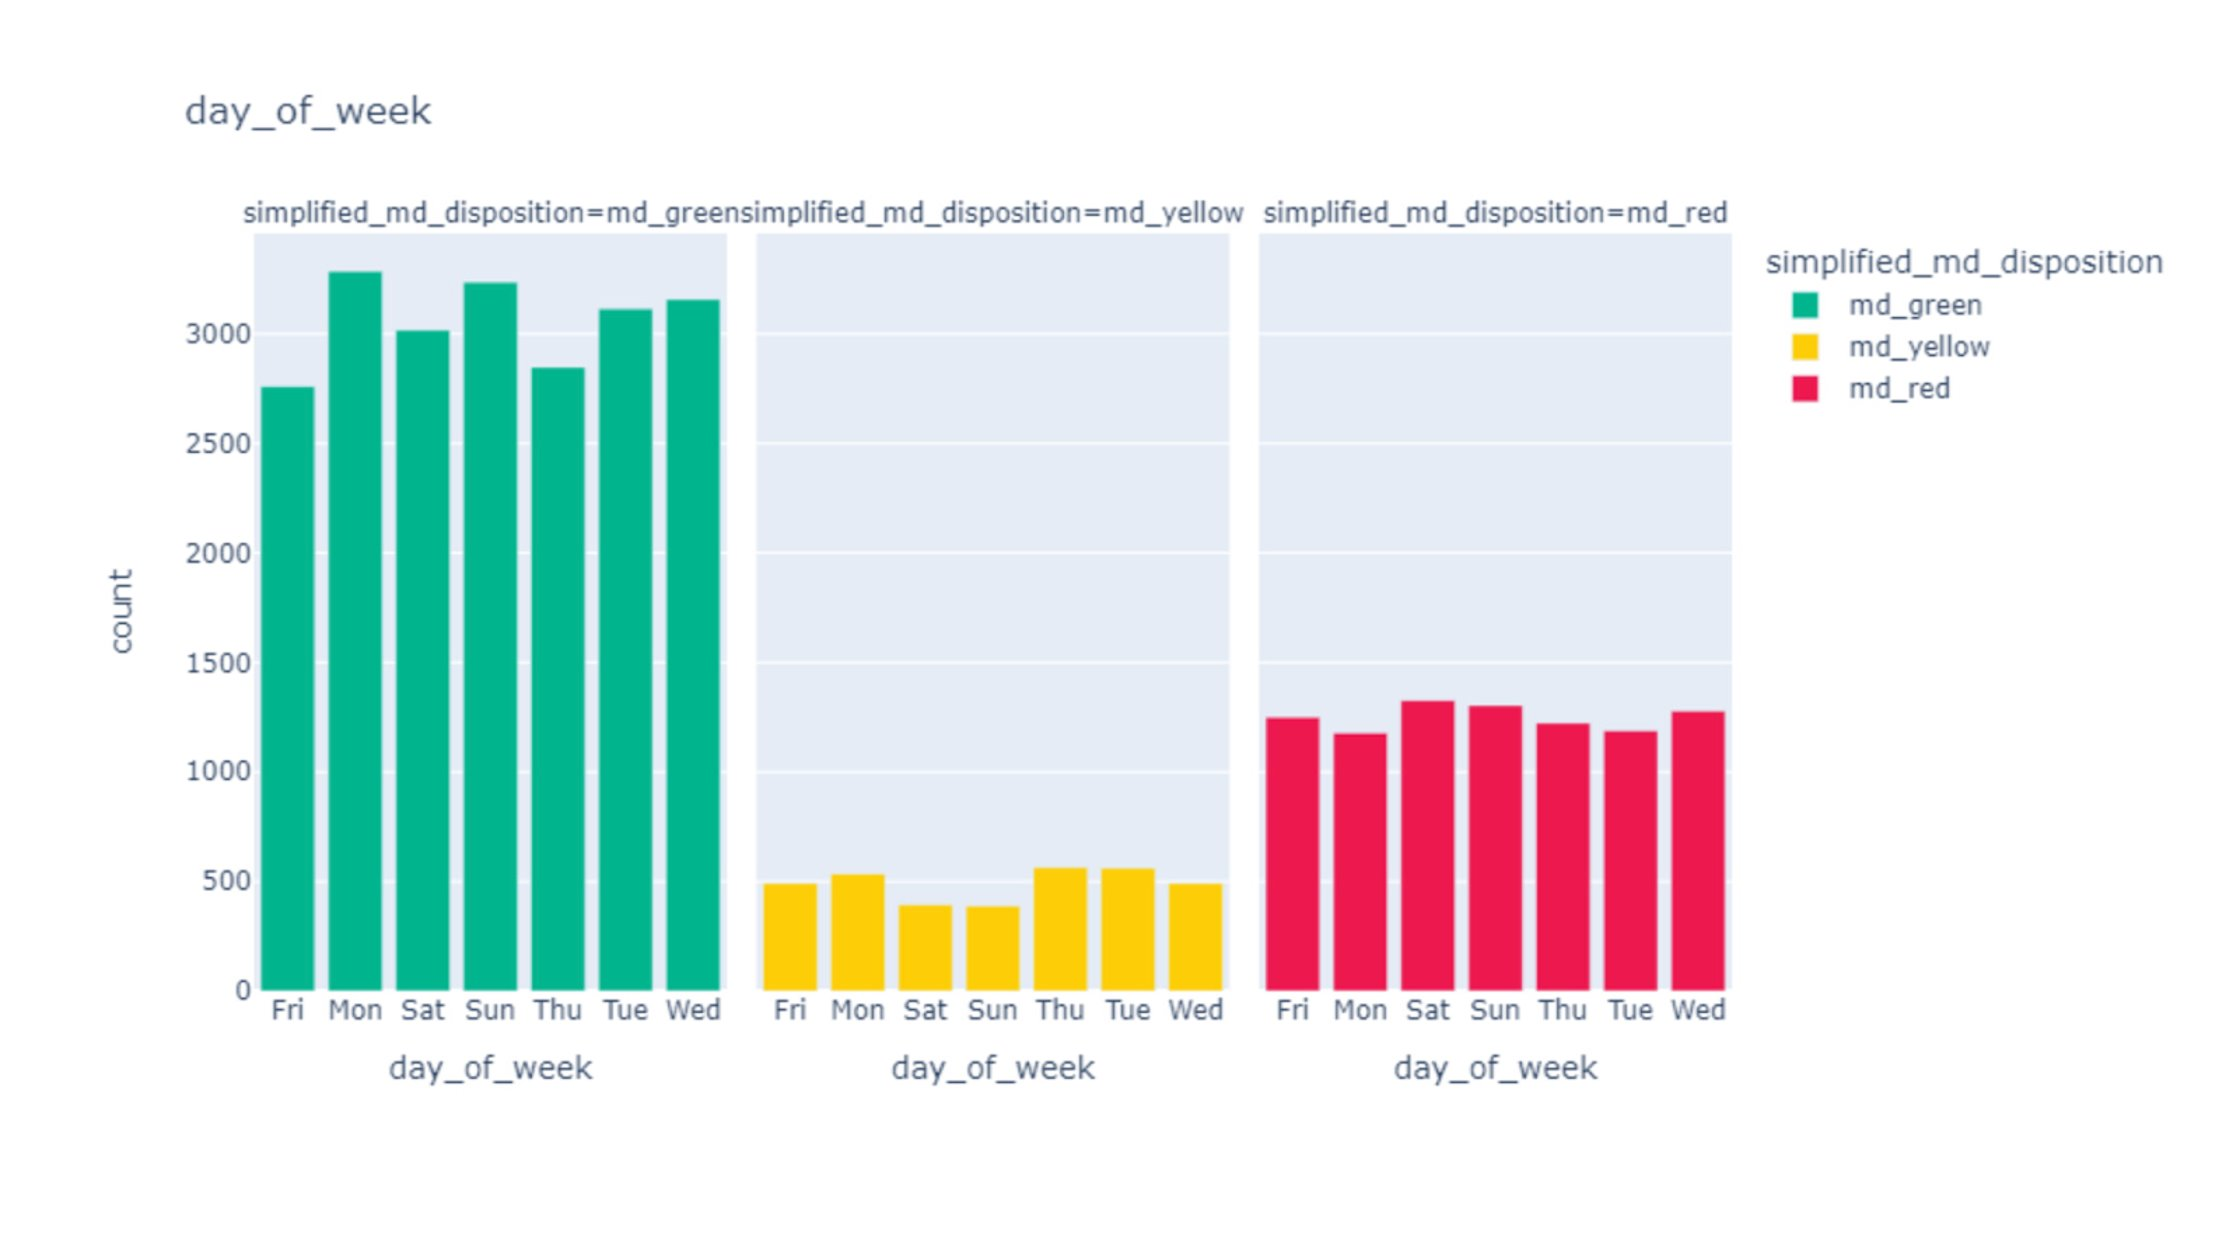 day_of_week
simplified_md_disposition=md_green
simplified_md_disposition=md_yellow
simplified_md_disposition=md_red
simplified_md_disposition
md_green
md_yellow
md_red
count
3000
2500
2000
1500
1000
500
0
Fri Mon Sat Sun Thu Tue Wed
Fri Mon Sat Sun Thu Tue Wed
Fri Mon Sat Sun Thu Tue Wed
day_of_week
day_of_week
day_of_week